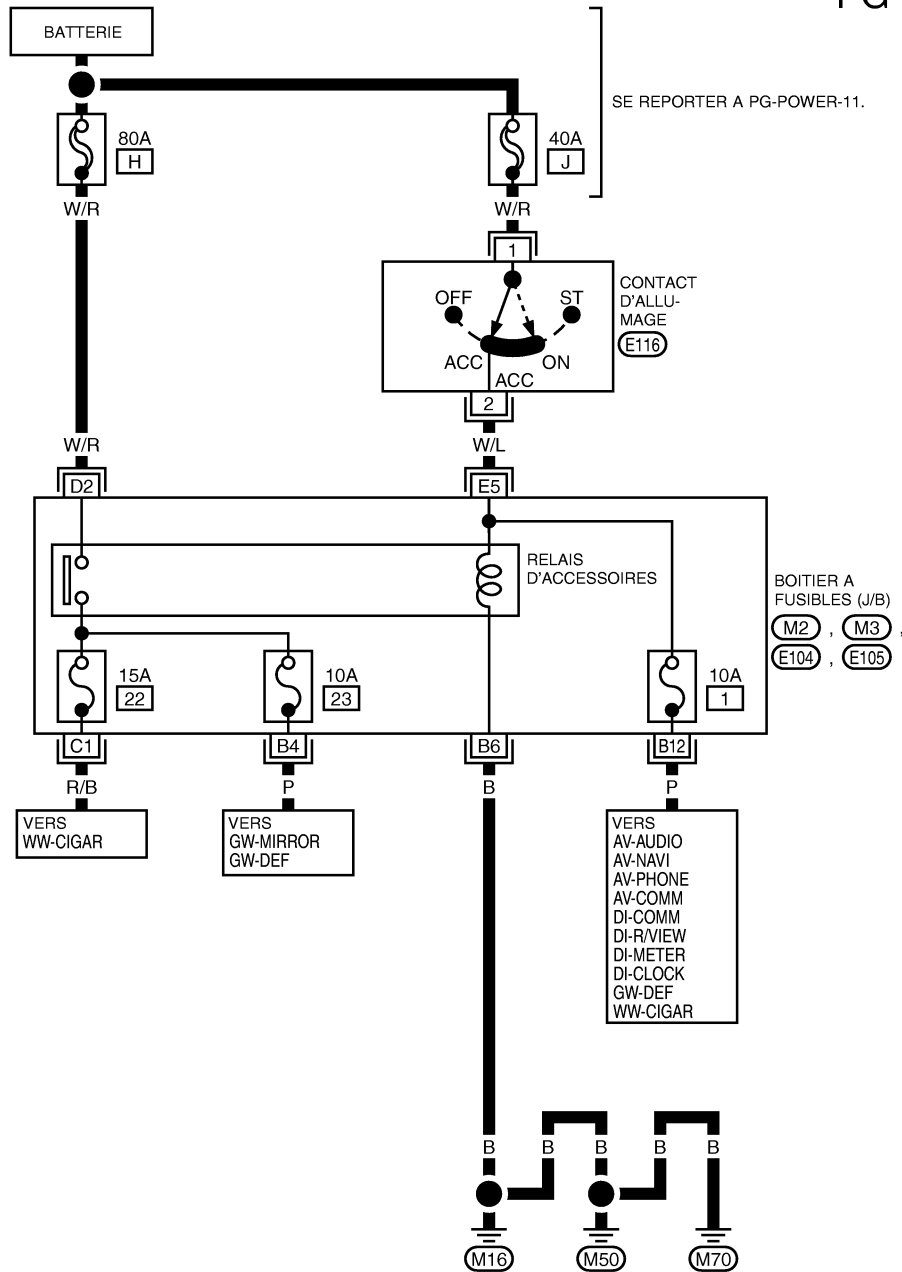 PG
BATTERIE
SE REPORTER A PG-POWER-11.
80A
H
40A
J
W/R
W/R
1
CONTACT
D'ALLU-
MAGE
E116
OFF
ST
ACC
ON
ACC
2
W/R
W/L
D2
E5
RELAIS
D'ACCESSOIRES
BOITIER A
FUSIBLES (J/B)
M2 , M3 ,
E104 , E105
15A
22
10A
23
10A
1
C1
B4
B6
B12
R/B
P
B
P
VERS
WW-CIGAR
VERS
GW-MIRROR
GW-DEF
VERS
AV-AUDIO
AV-NAVI
AV-PHONE
AV-COMM
DI-COMM
DI-R/VIEW
DI-METER
DI-CLOCK
GW-DEF
WW-CIGAR
B
B
B
B
B
M16
M50
M70